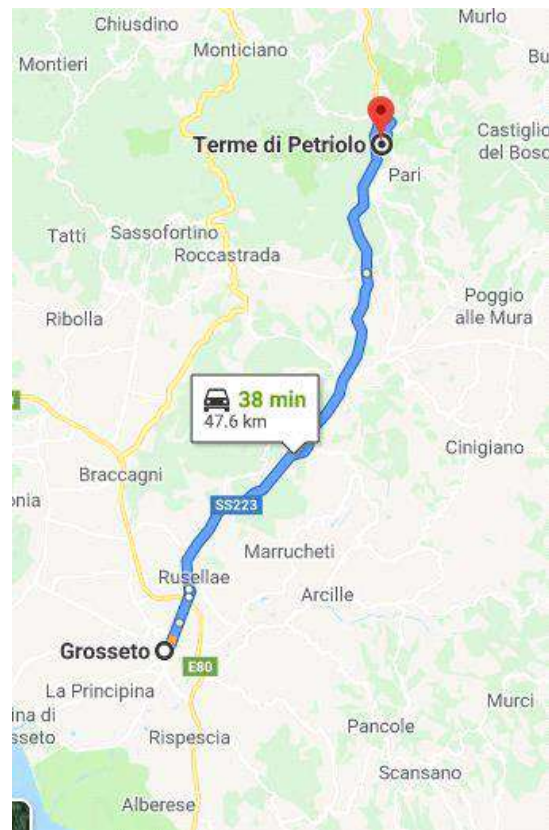 Murlo
Chiusdino
Monticiano
Montieri
Bu
Terme di Petriolo
Castiglio
del Bosc
Pari
Tatti
Sassofortino
Roccastrada
Poggio
alle Mura
Ribolla
38 min
47.6 km
Cinigiano
Braccagni
onia
SS223
Marrucheti
Rusellae
Arcille
Grosseto
E80
La Principina
Murci
ina di
sseto
Rispescia
Pancole
Scansano
Alberese